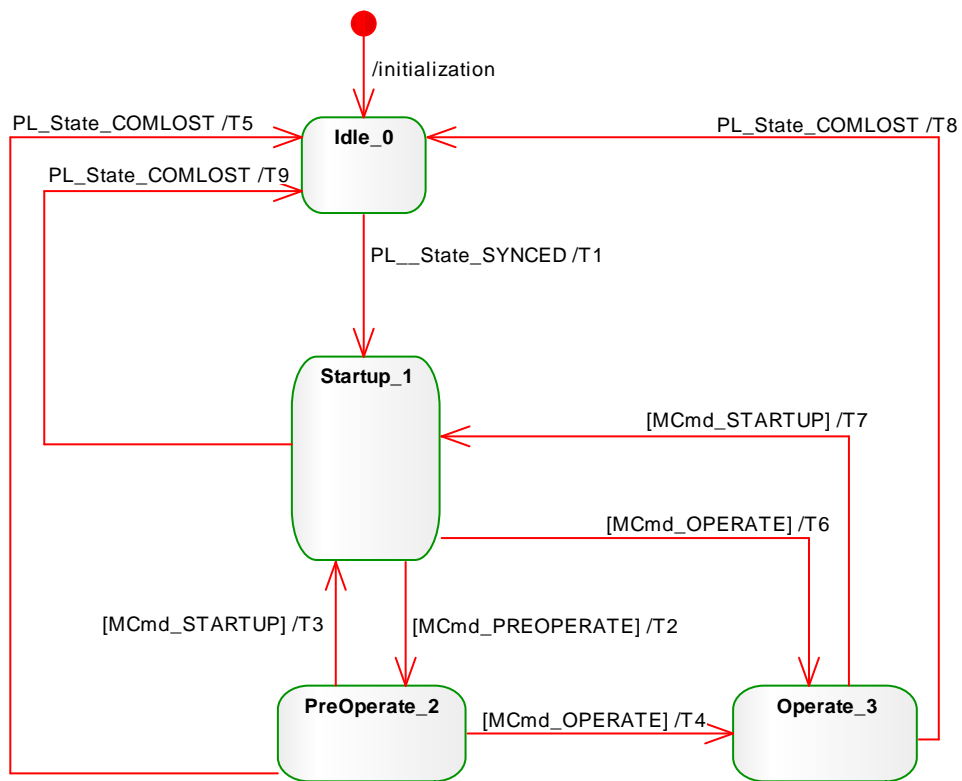 /initialization
PL_State_COMLOST /T5
Idle_0
PL_State_COMLOST /T8
PL_State_COMLOST /T9
PL__State_SYNCED /T1
Startup_1
[MCmd_STARTUP] /T7
[MCmd_OPERATE] /T6
[MCmd_STARTUP] /T3
[MCmd_PREOPERATE] /T2
PreOperate_2
[MCmd_OPERATE] /T4
Operate_3